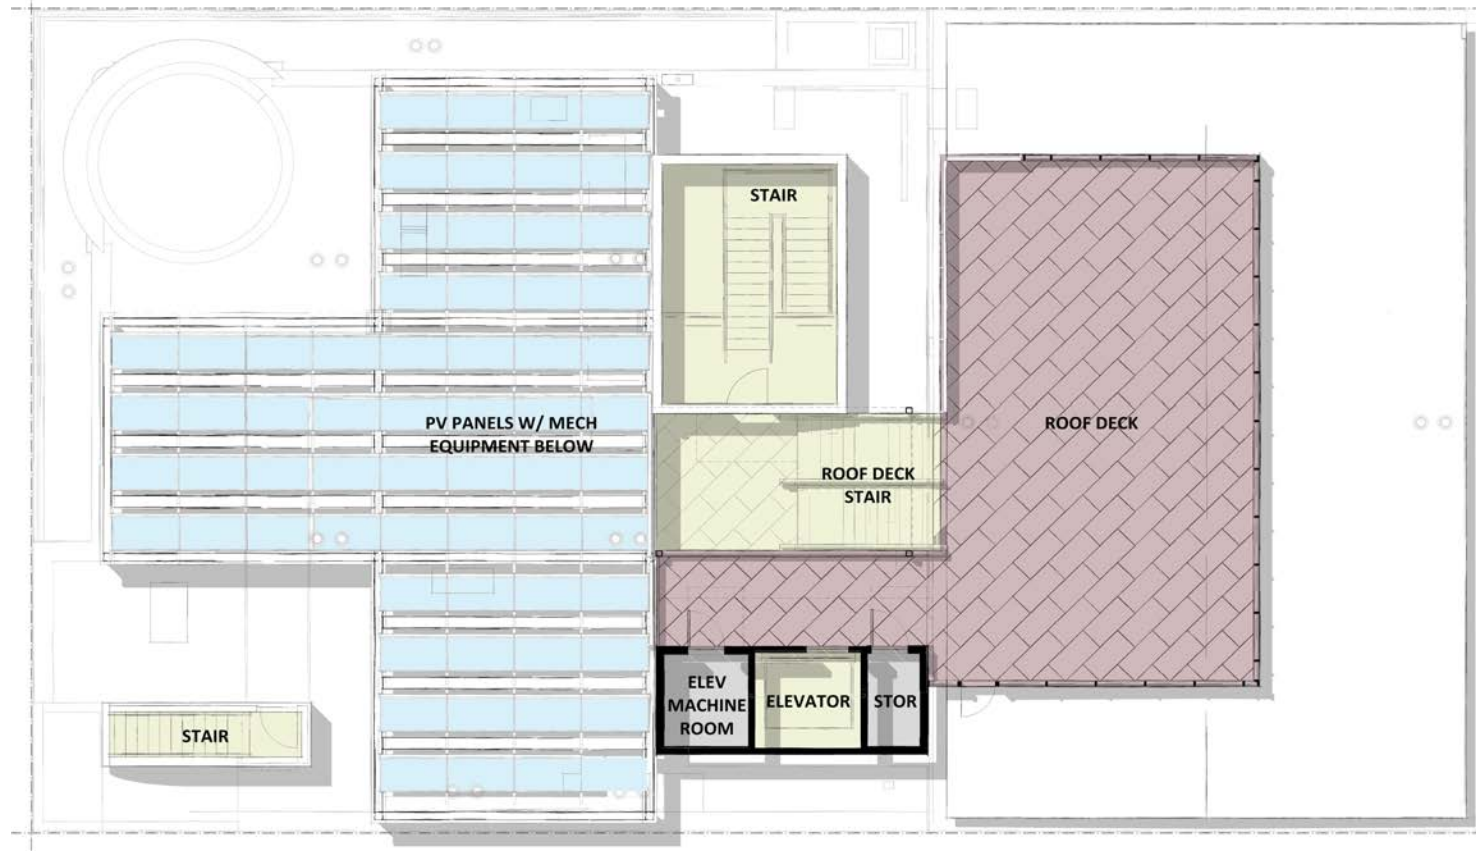 STAIR
PV PANELS W/ MECH
EQUIPMENT BELOW
ROOF DECK
ROOF DECK
STAIR
ELEV
MACHINE
ROOM
ELEVATOR
STOR
STAIR